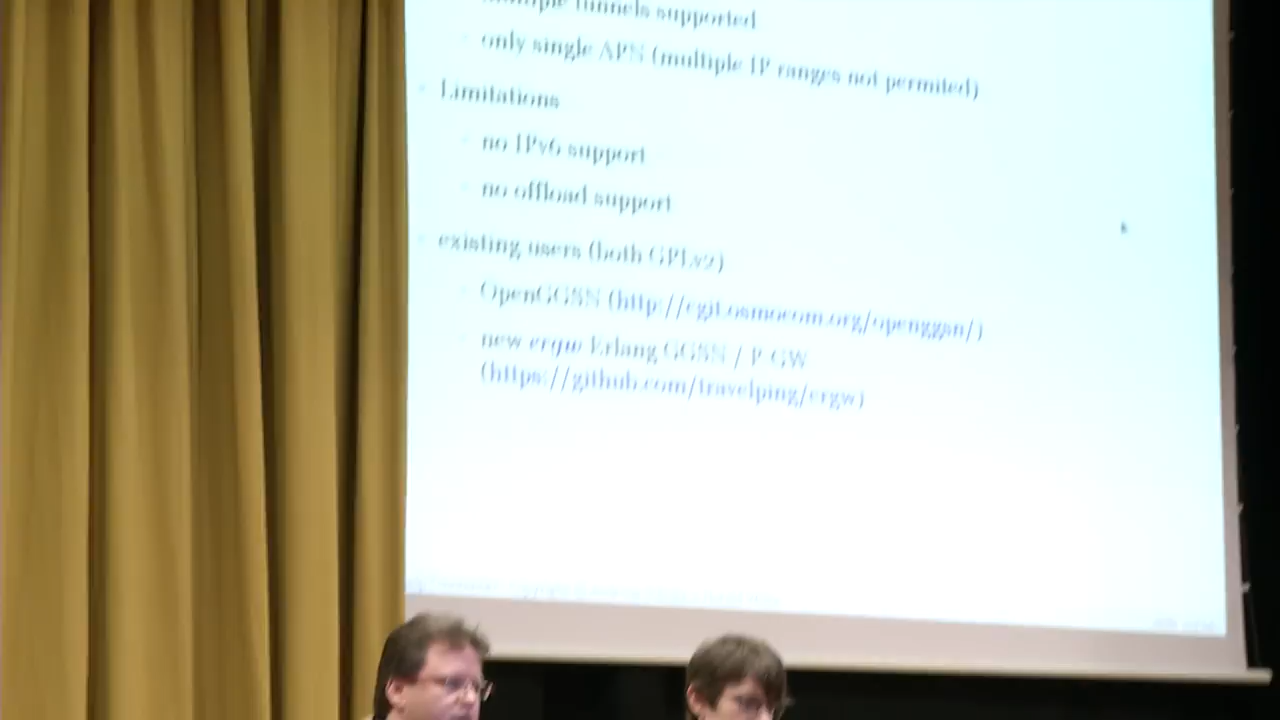 multiple tunnels supported
only single APN (multiple IP ranges not permited)
Limitations
no IPv6 support
no offload support
existing users (both GPLv2)
OpenGGSN (http://cgit.osmocom.org/openggsn/)
new ergw Erlang GGSN / P-GW
(https://github.com/travelping/ergw)